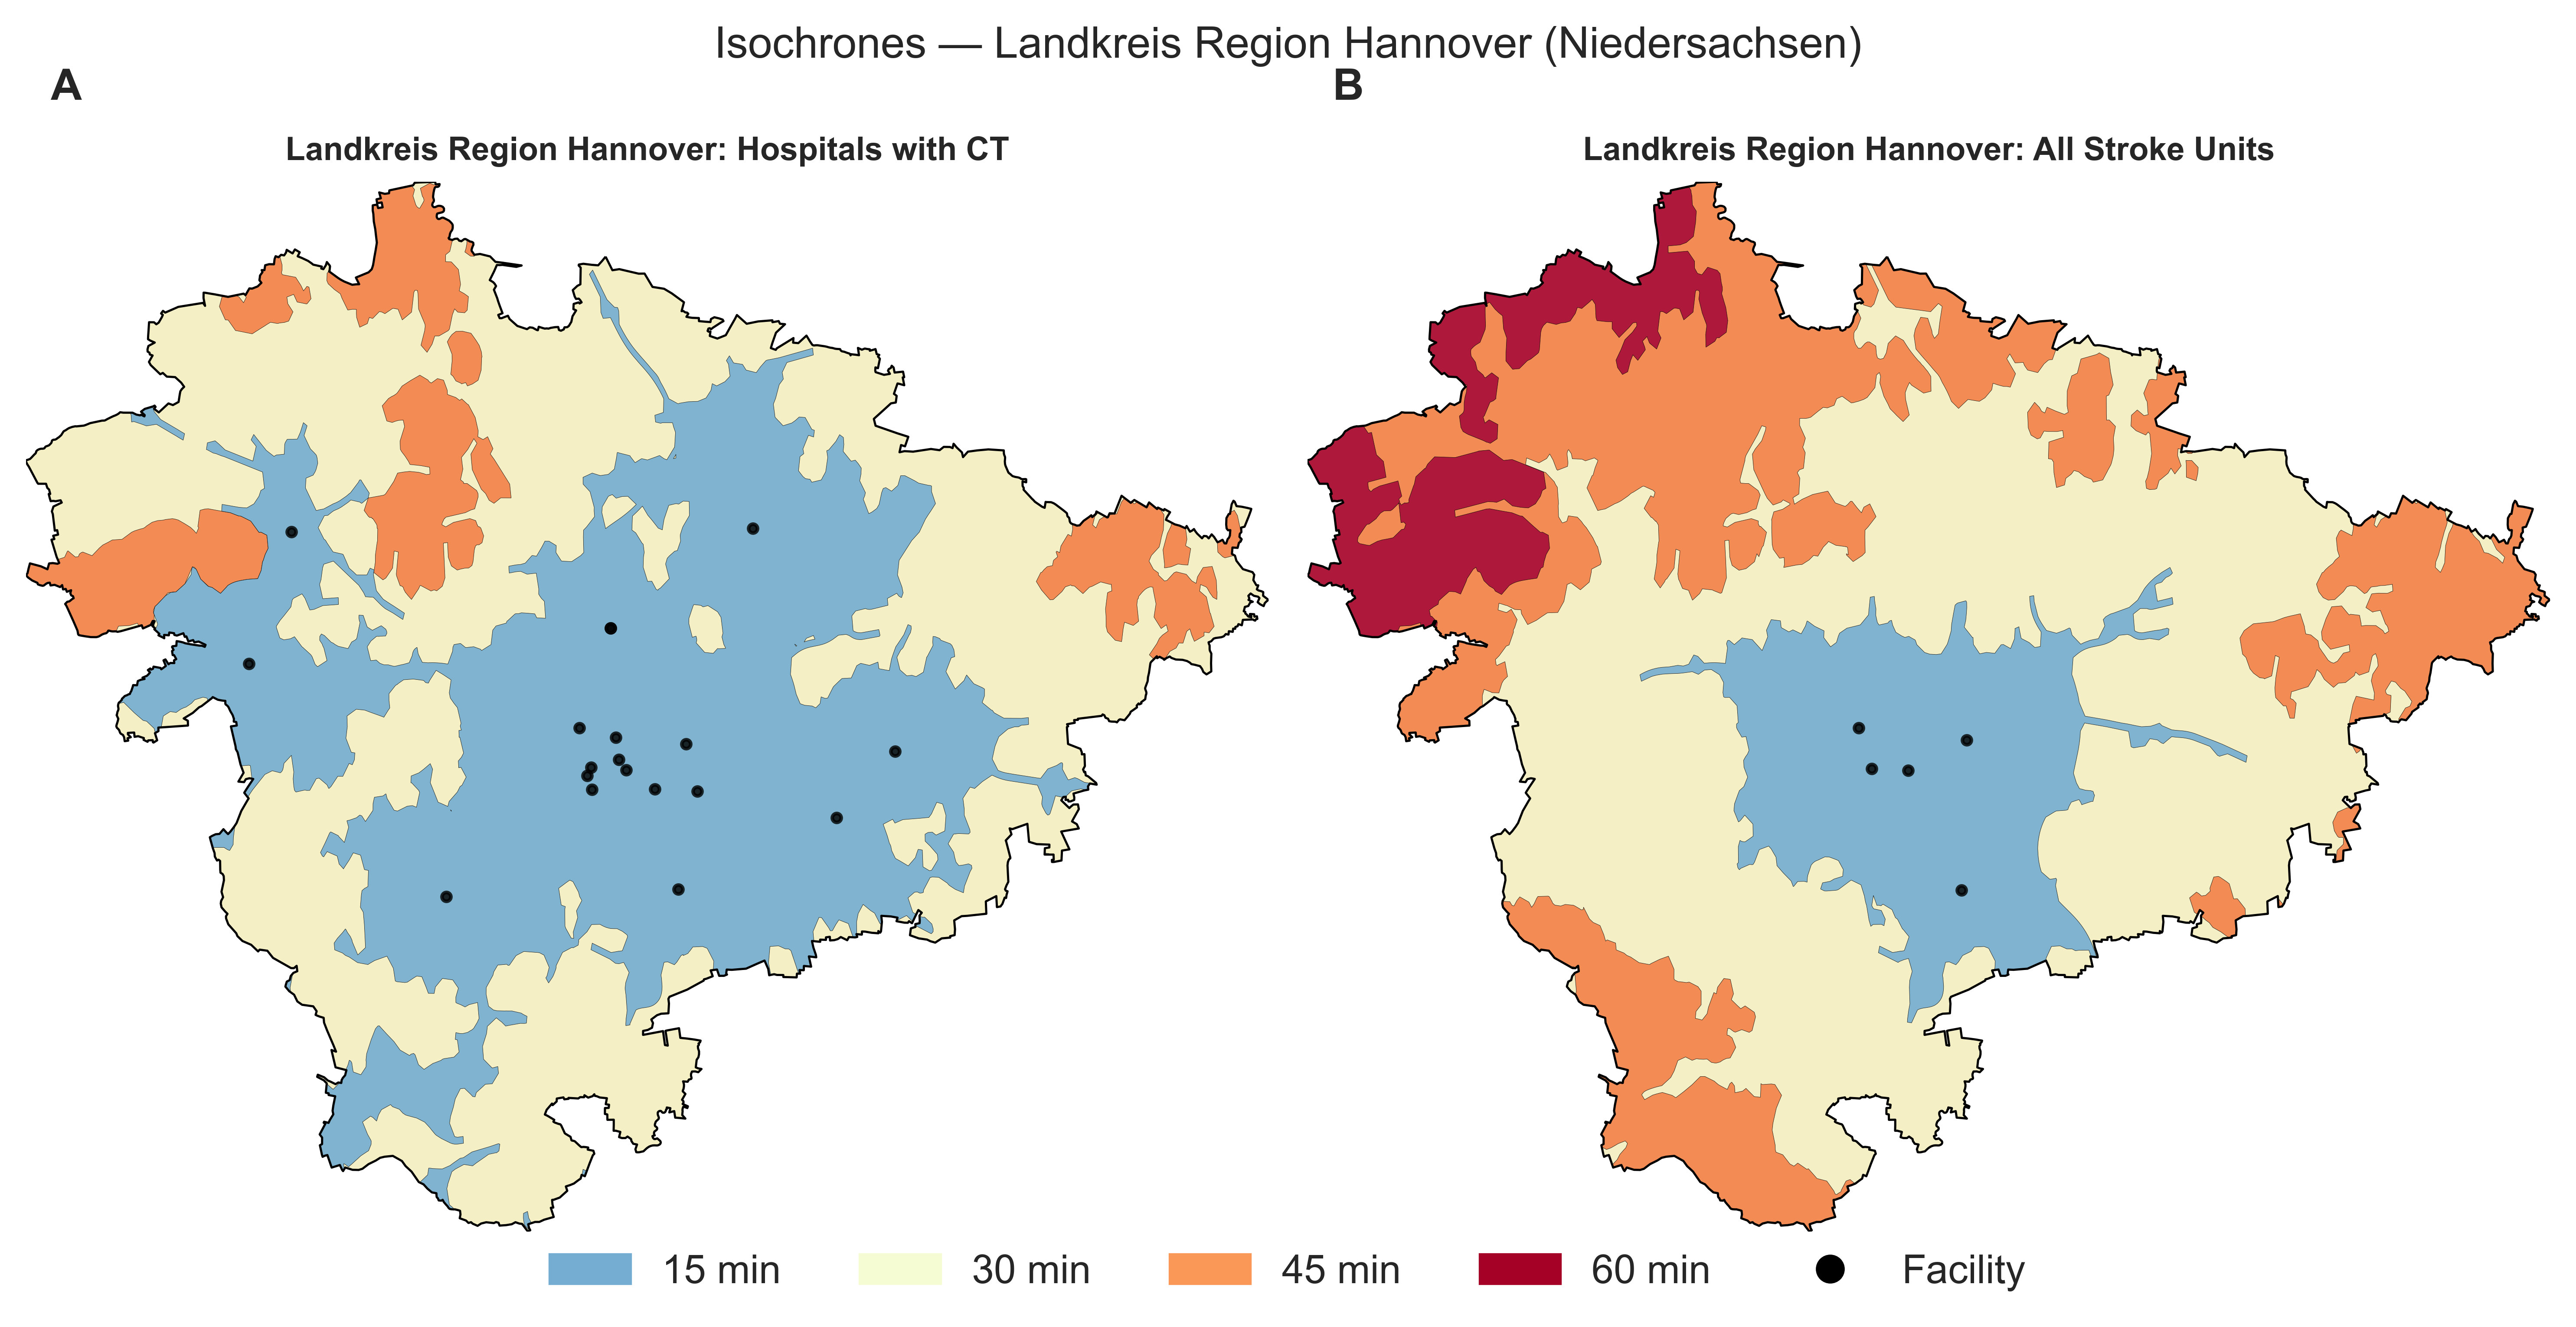 Isochrones — Landkreis Region Hannover (Niedersachsen)
A
B
Landkreis Region Hannover: Hospitals with CT
Landkreis Region Hannover: All Stroke Units
15 min
30 min
45 min
60 min
Facility